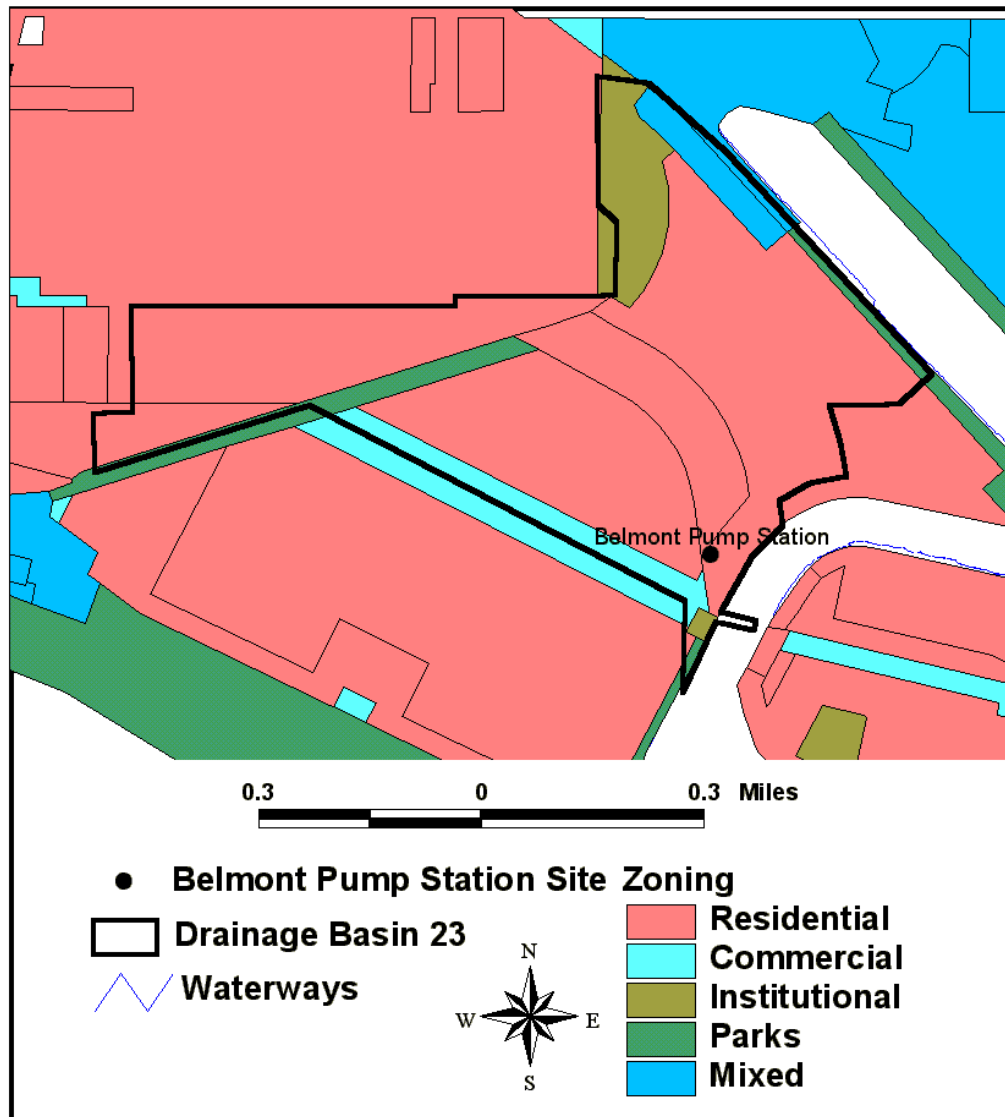 Belmont Pump Station
0.3 0 0.3 Miles
Belmont Pump Station Site
Drainage Basin 23
Waterways
N
W E
S
Zoning
Residential
Commercial
Institutional
Parks
Mixed